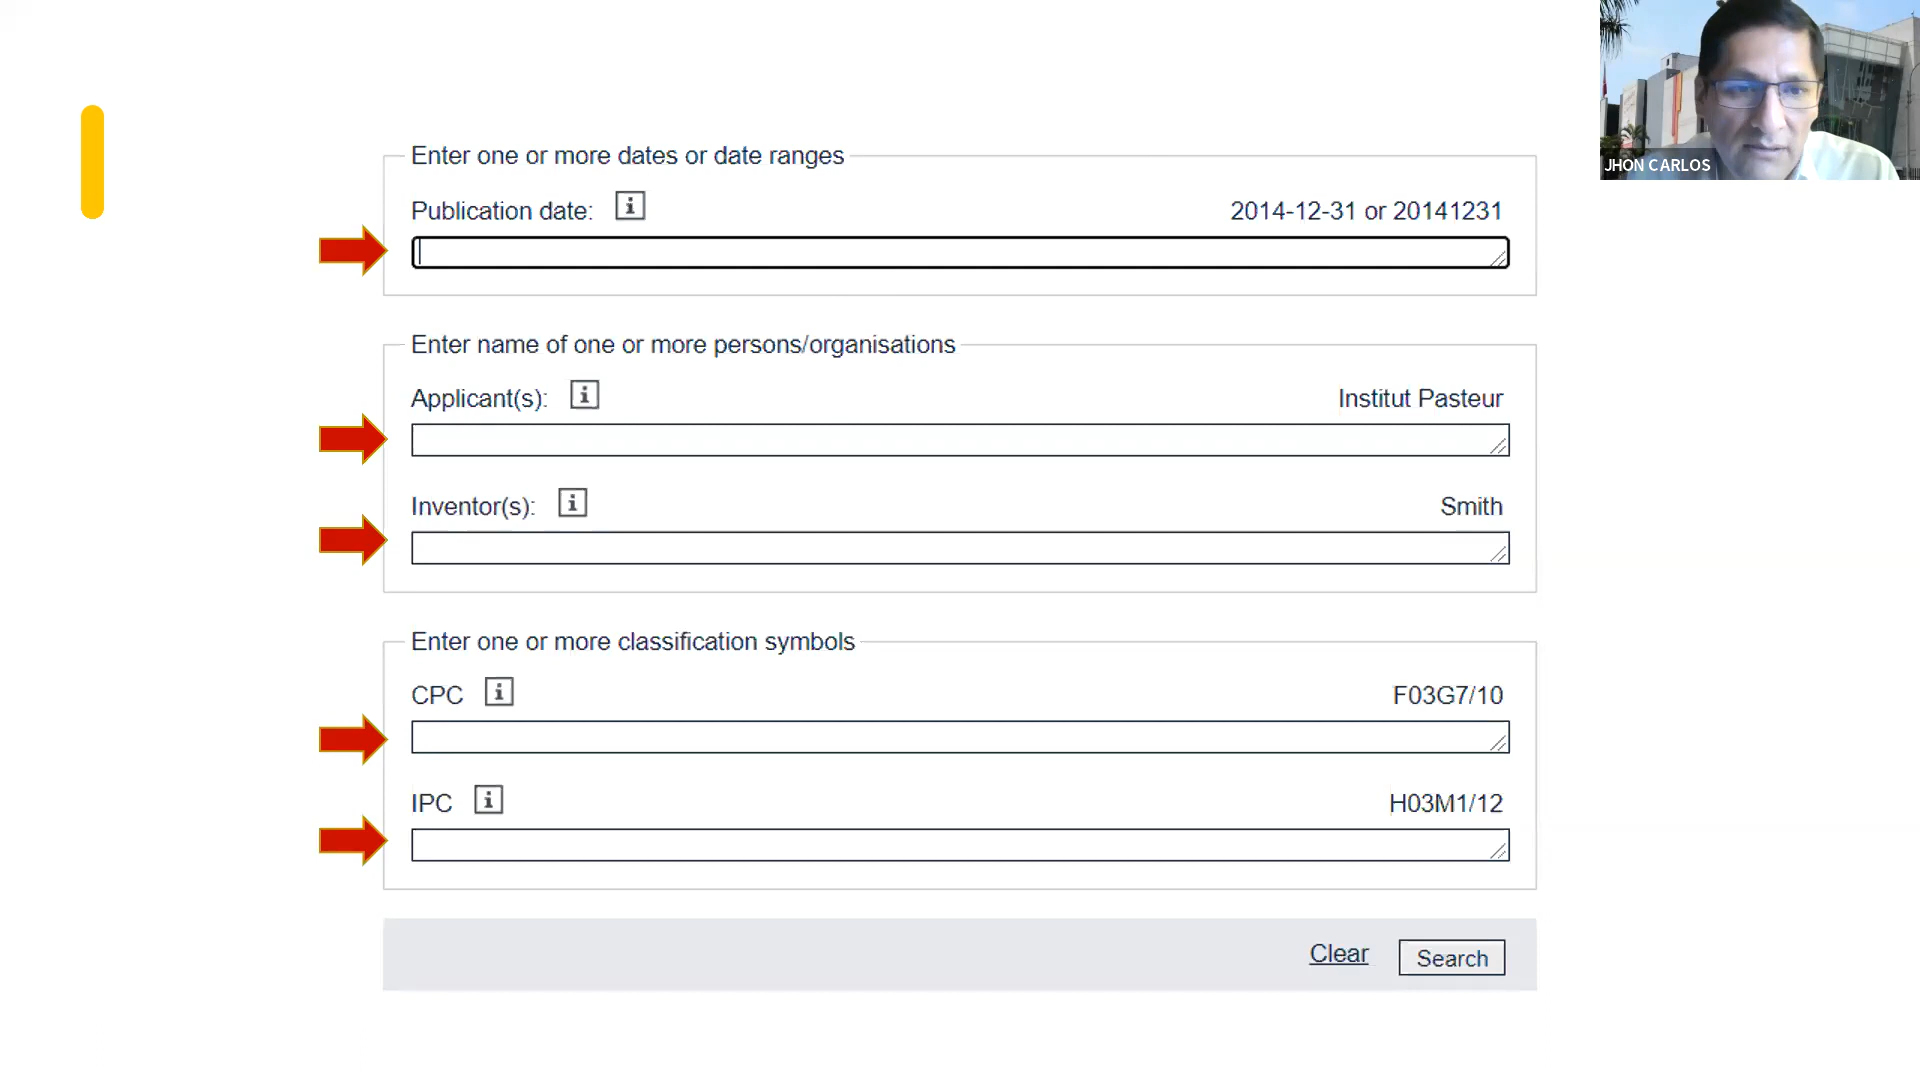 Enter one or more dates or date ranges
Publication date: i 2014-12-31 or 20141231
Enter name of one or more persons/organisations
Applicant(s): i Institut Pasteur
Inventor(s): i Smith
Enter one or more classification symbols
CPC i F03G7/10
IPC i H03M1/12
Clear Search
JHON CARLOS